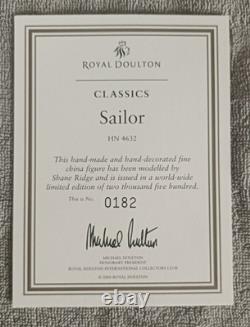 ROYAL DOULTON
CLASSICS
Sailor
HN 4632
This hand-made and hand-decorated fine
china figure has been modelled by
Shane Ridge and is issued in a world-wide
limited edition of two thousand five hundred.
This is No. 0182
Michael Doulton
MICHAEL DOULTON
HONORARY PRESIDENT
ROYAL DOULTON INTERNATIONAL COLLECTORS CLUB